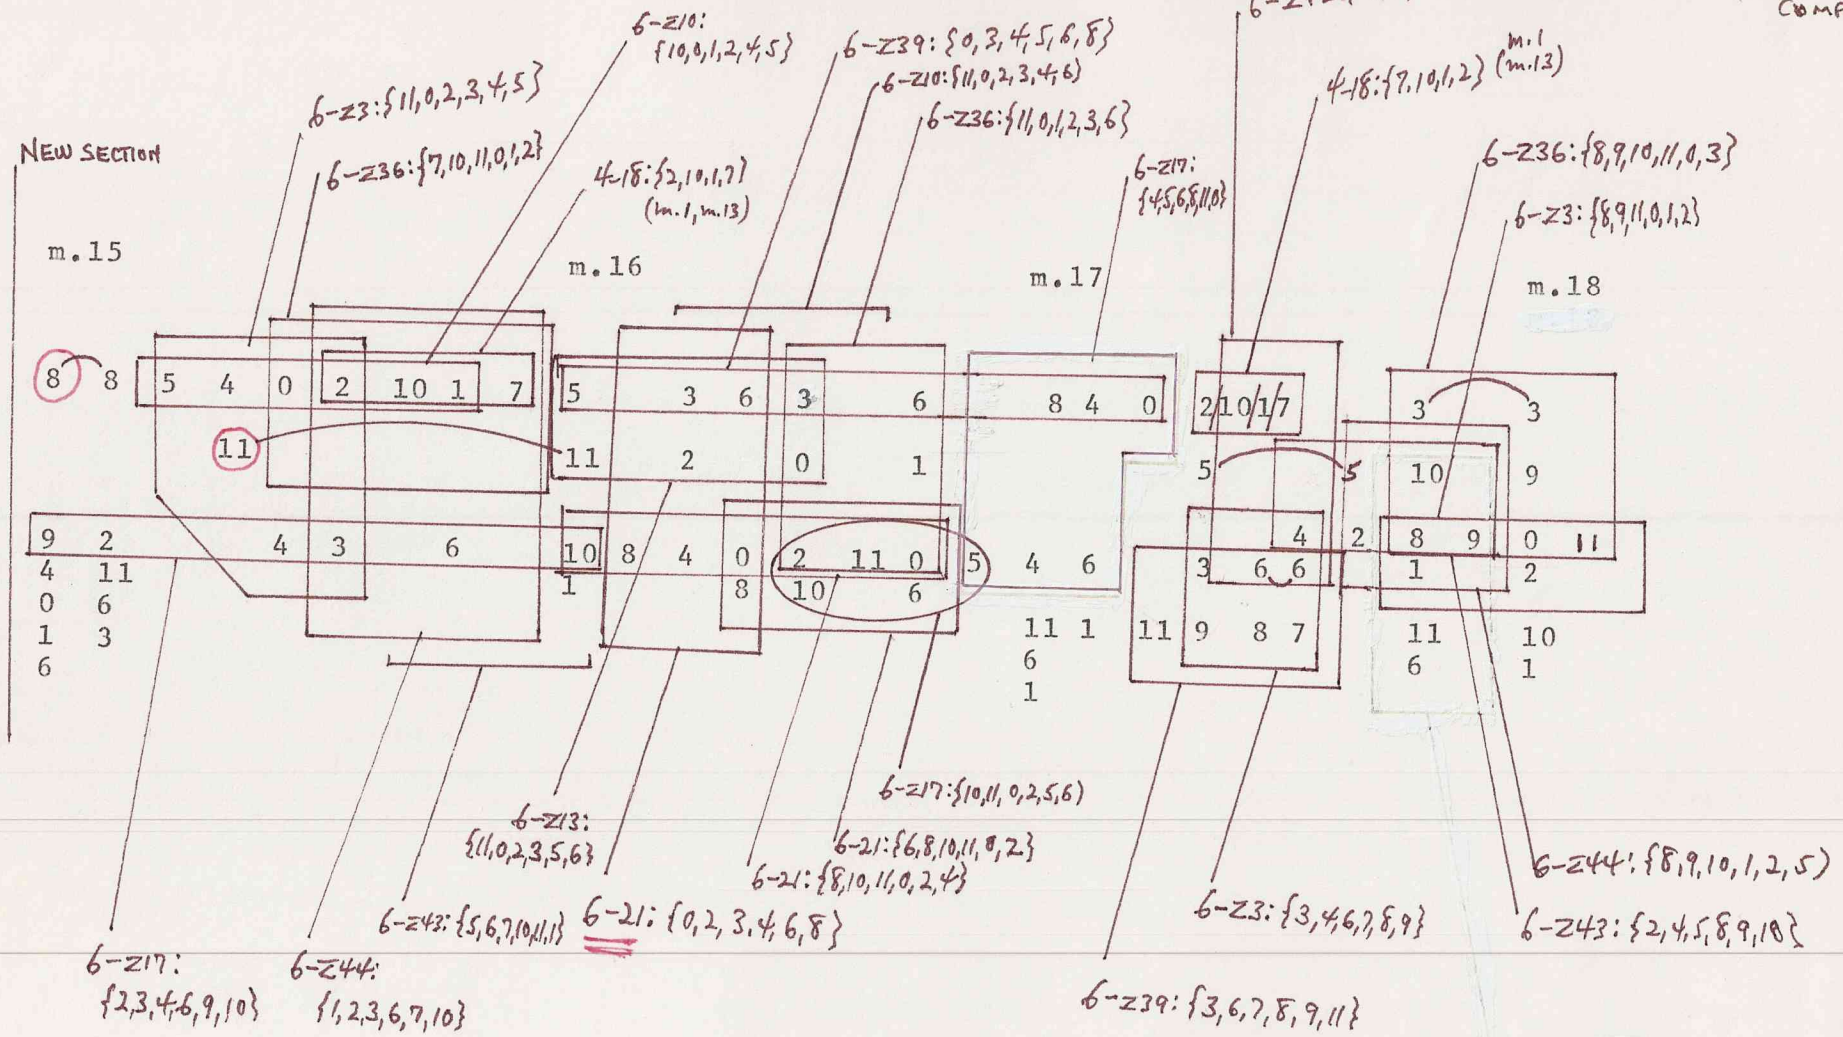 COMP
6-z10:
{10,0,1,2,4,5}
6-z39: {0,3,4,5,6,8}
6-z10: {11,0,2,3,4,6}
6-z36: {11,0,1,2,3,6}
6-z3: {11,0,2,3,4,5}
6-z36: {7,10,11,0,1,2}
4-18: {2,10,1,7}
(m.1, m.13)
6-z17:
{4,5,6,8,11,0}
4-18: {7,10,1,2} (m.1
m.13)
6-z36: {8,9,10,11,0,3}
6-z3: {8,9,11,0,1,2}
NEW SECTION
m.15 m.16 m.17 m.18
8 8 5 4 0 2 10 1 7 5 3 6 3 6 8 4 0 2/10/1/7 3 3
11 11 2 0 1 5 5 10 9
9 2 4 3 6 10 8 4 0 2 11 0 5 4 6 4 2 8 9 0 11
4 11 1 8 10 6 3 6 6 1 2
0 6 11 1 11 9 8 7 11 10
1 3 6 6 1
6 1
6-z17: {10,11,0,2,5,6}
6-z13:
{11,0,2,3,5,6}
6-21: {6,8,10,11,0,2}
6-21: {8,10,11,0,2,4}
6-z44: {8,9,10,1,2,5)
6-z43: {5,6,7,10,11,1}
6-21: {0,2,3,4,6,8}
6-z3: {3,4,6,7,8,9}
6-z43: {2,4,5,8,9,10}
6-z17:
{2,3,4,6,9,10}
6-z44:
{1,2,3,6,7,10}
6-z39: {3,6,7,8,9,11}